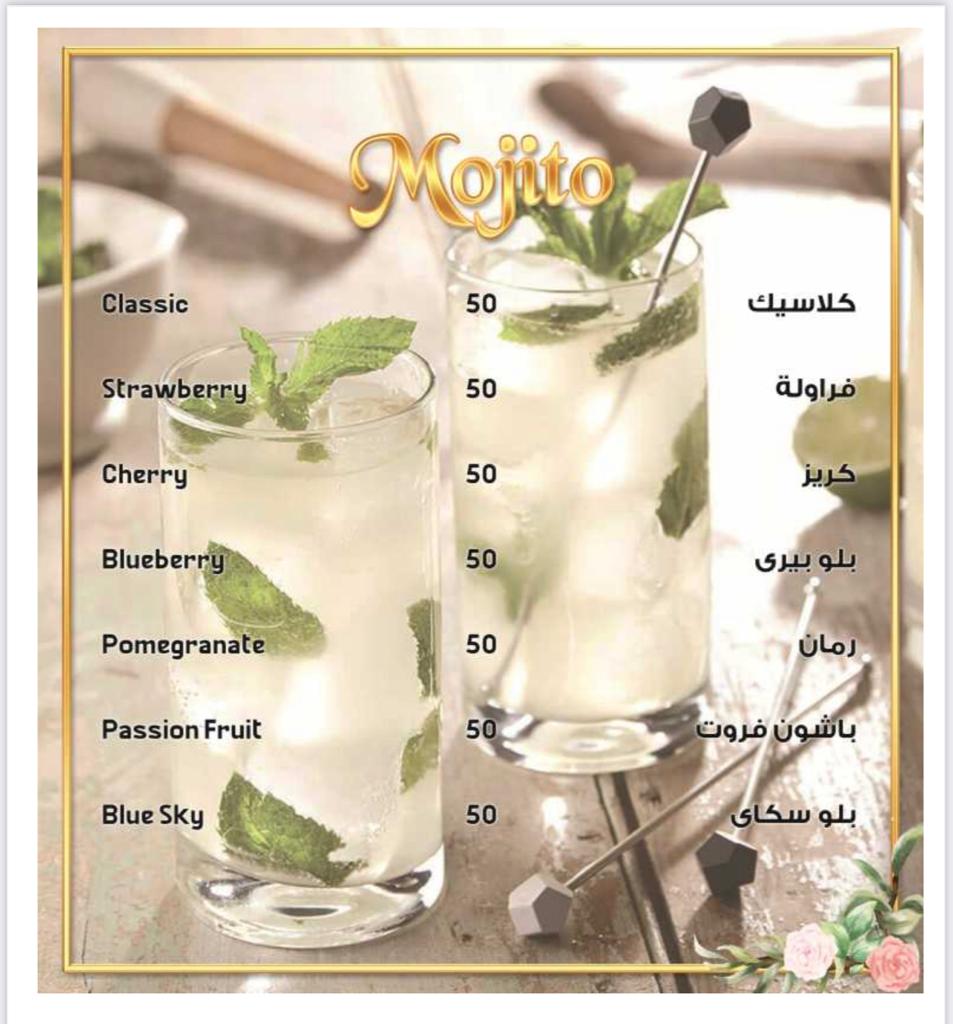 Mojito
Classic 50 كلاسيك
Strawberry 50 فراولة
Cherry 50 كريز
Blueberry 50 بلو بيرى
Pomegranate 50 رمان
Passion Fruit 50 باشون فروت
Blue Sky 50 بلو سكاى